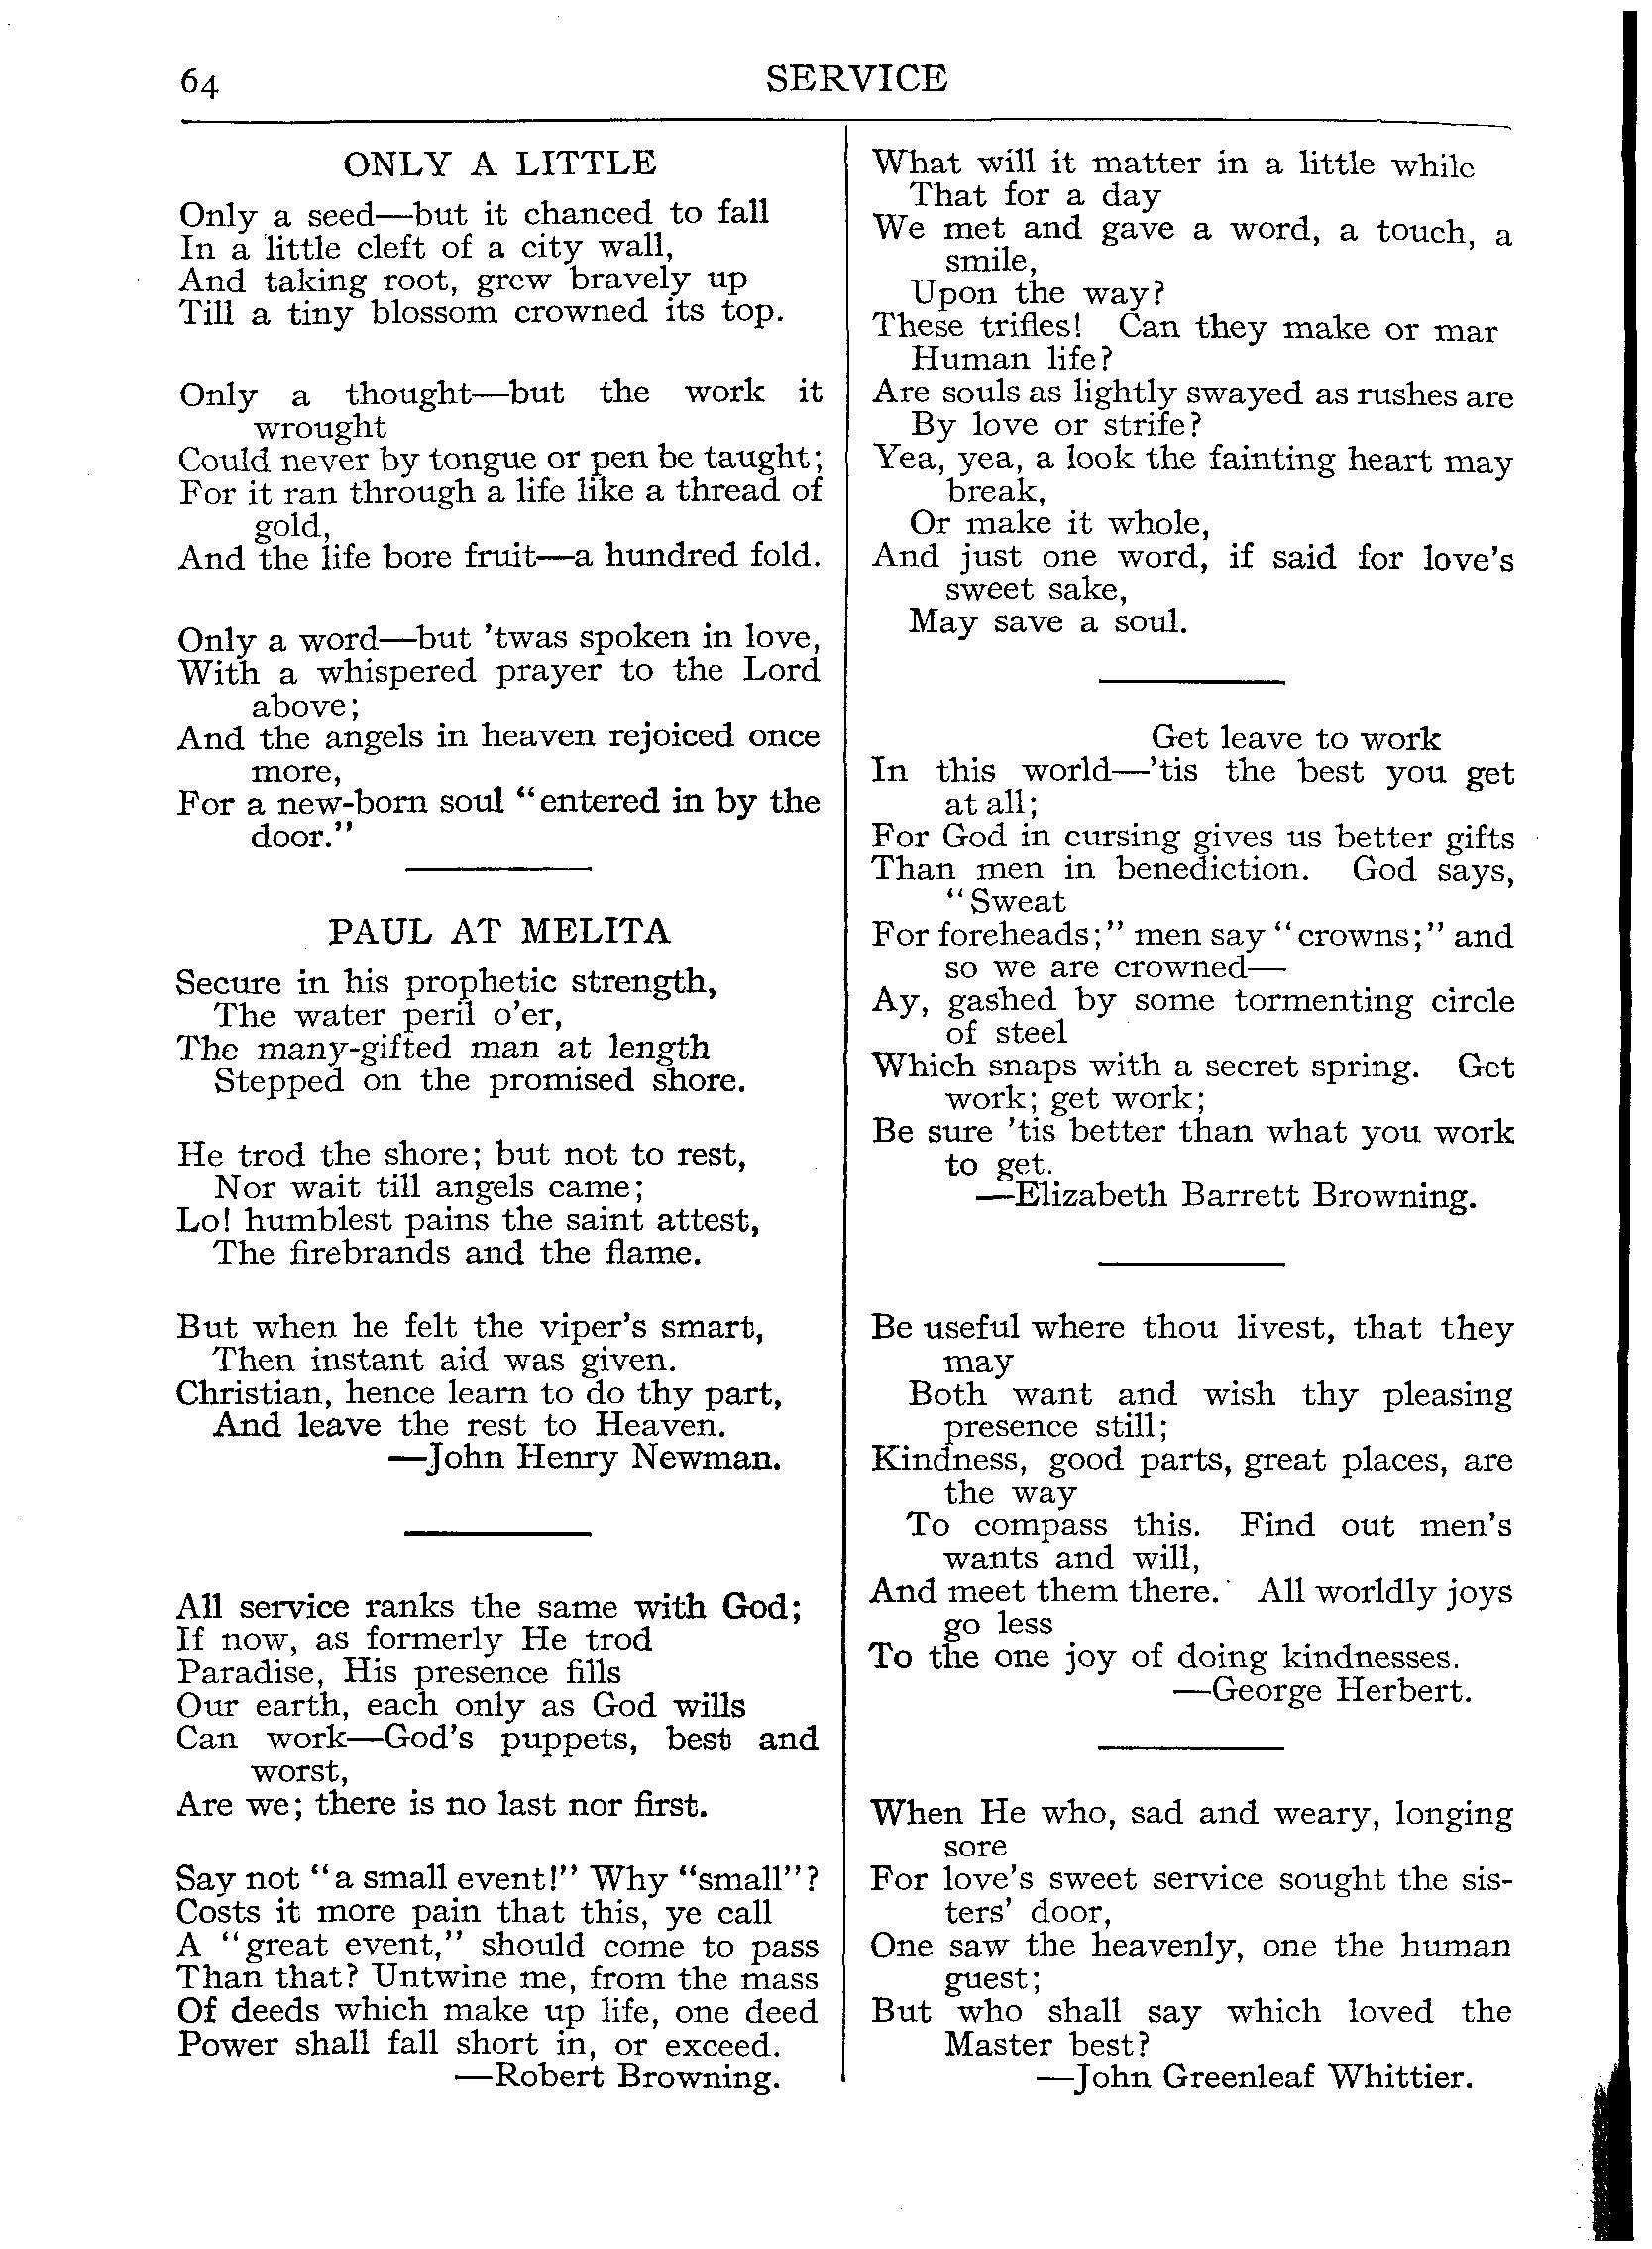 64
SERVICE
ONLY A LITTLE
Only a seed—but it chanced to fall
In a little cleft of a city wall,
And taking root, grew bravely up
Till a tiny blossom crowned its top.
Only a thought—but the work it
wrought
Could never by tongue or pen be taught;
For it ran through a life like a thread of
gold,
And the life bore fruit—a hundred fold.
Only a word—but 'twas spoken in love,
With a whispered prayer to the Lord
above;
And the angels in heaven rejoiced once
more,
For a new-born soul "entered in by the
door."
PAUL AT MELITA
Secure in his prophetic strength,
The water peril o'er,
The many-gifted man at length
Stepped on the promised shore.
He trod the shore; but not to rest,
Nor wait till angels came;
Lo! humblest pains the saint attest,
The firebrands and the flame.
But when he felt the viper's smart,
Then instant aid was given.
Christian, hence learn to do thy part,
And leave the rest to Heaven.
—John Henry Newman.
All service ranks the same with God;
If now, as formerly He trod
Paradise, His presence fills
Our earth, each only as God wills
Can work—God's puppets, best and
worst,
Are we; there is no last nor first.
Say not "a small event!" Why "small"?
Costs it more pain that this, ye call
A "great event," should come to pass
Than that? Untwine me, from the mass
Of deeds which make up life, one deed
Power shall fall short in, or exceed.
—Robert Browning.
What will it matter in a little while
That for a day
We met and gave a word, a touch, a
smile,
Upon the way?
These trifles! Can they make or mar
Human life?
Are souls as lightly swayed as rushes are
By love or strife?
Yea, yea, a look the fainting heart may
break,
Or make it whole,
And just one word, if said for love's
sweet sake,
May save a soul.
Get leave to work
In this world—'tis the best you get
at all;
For God in cursing gives us better gifts
Than men in benediction. God says,
"Sweat
For foreheads;" men say "crowns;" and
so we are crowned—
Ay, gashed by some tormenting circle
of steel
Which snaps with a secret spring. Get
work; get work;
Be sure 'tis better than what you work
to get.
—Elizabeth Barrett Browning.
Be useful where thou livest, that they
may
Both want and wish thy pleasing
presence still;
Kindness, good parts, great places, are
the way
To compass this. Find out men's
wants and will,
And meet them there. All worldly joys
go less
To the one joy of doing kindnesses.
—George Herbert.
When He who, sad and weary, longing
sore
For love's sweet service sought the sis-
ters' door,
One saw the heavenly, one the human
guest;
But who shall say which loved the
Master best?
—John Greenleaf Whittier.